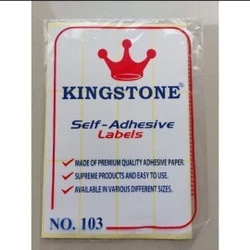 KINGSTONE®
Self-Adhesive
Labels
MADE OF PREMIUM QUALITY ADHESIVE PAPER.
SUPREME PRODUCTS AND EASY TO USE.
AVAILABLE IN VARIOUS DIFFERENT SIZES.
NO. 103